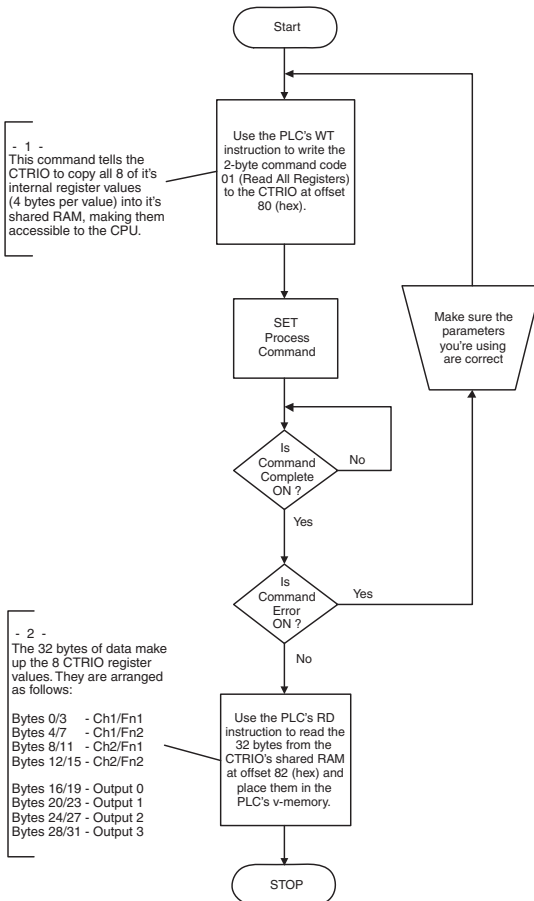 Start
- 1 -
This command tells the
CTRIO to copy all 8 of it's
internal register values
(4 bytes per value) into it's
shared RAM, making them
accessible to the CPU.
Use the PLC's WT
instruction to write the
2-byte command code
01 (Read All Registers)
to the CTRIO at offset
80 (hex).
Make sure the
parameters
you're using
are correct
SET
Process
Command
Is
Command
Complete
ON ?
No
Yes
Is
Command
Error
ON ?
Yes
No
- 2 -
The 32 bytes of data make
up the 8 CTRIO register
values. They are arranged
as follows:
Bytes 0/3 - Ch1/Fn1
Bytes 4/7 - Ch1/Fn2
Bytes 8/11 - Ch2/Fn1
Bytes 12/15 - Ch2/Fn2
Bytes 16/19 - Output 0
Bytes 20/23 - Output 1
Bytes 24/27 - Output 2
Bytes 28/31 - Output 3
Use the PLC's RD
instruction to read the
32 bytes from the
CTRIO's shared RAM
at offset 82 (hex) and
place them in the
PLC's v-memory.
STOP